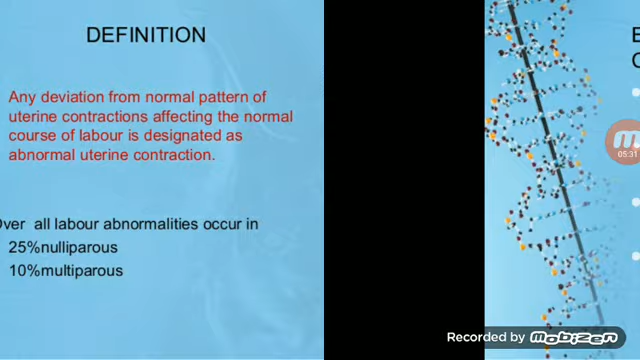 DEFINITION
Any deviation from normal pattern of
uterine contractions affecting the normal
course of labour is designated as
abnormal uterine contraction.
Over all labour abnormalities occur in
25%nulliparous
10%multiparous
05:31
Recorded by mobizen